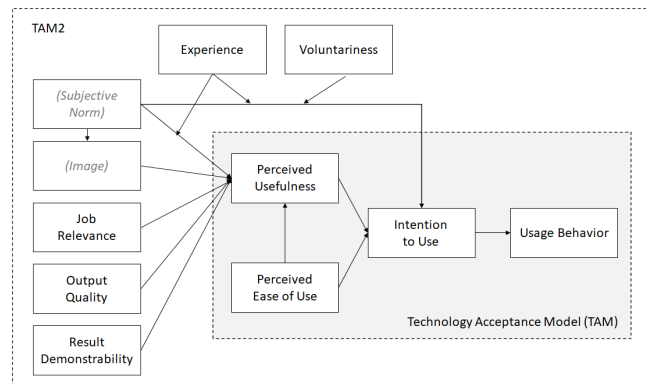 TAM2
Experience
Voluntariness
(Subjective
Norm)
(Image)
Job
Relevance
Output
Quality
Result
Demonstrability
Perceived
Usefulness
Perceived
Ease of Use
Intention
to Use
Usage Behavior
Technology Acceptance Model (TAM)